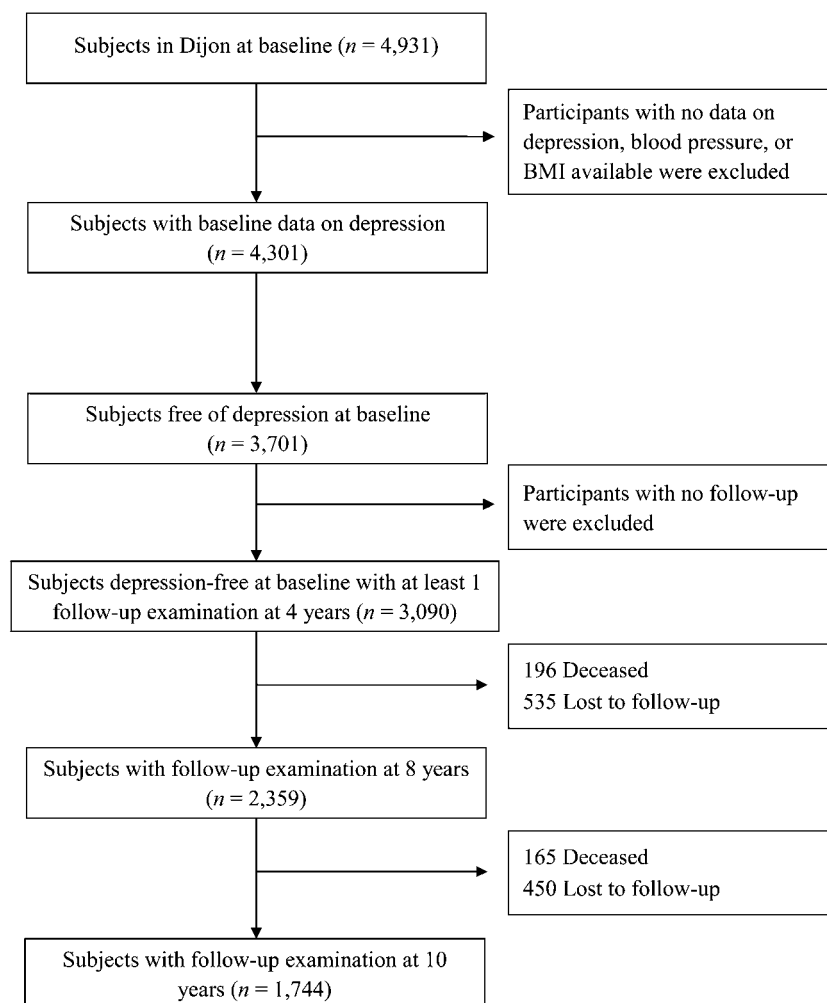 Subjects in Dijon at baseline (n = 4,931)
Participants with no data on
depression, blood pressure, or
BMI available were excluded
Subjects with baseline data on depression
(n = 4,301)
Subjects free of depression at baseline
(n = 3,701)
Participants with no follow-up
were excluded
Subjects depression-free at baseline with at least 1
follow-up examination at 4 years (n = 3,090)
196 Deceased
535 Lost to follow-up
Subjects with follow-up examination at 8 years
(n = 2,359)
165 Deceased
450 Lost to follow-up
Subjects with follow-up examination at 10
years (n = 1,744)